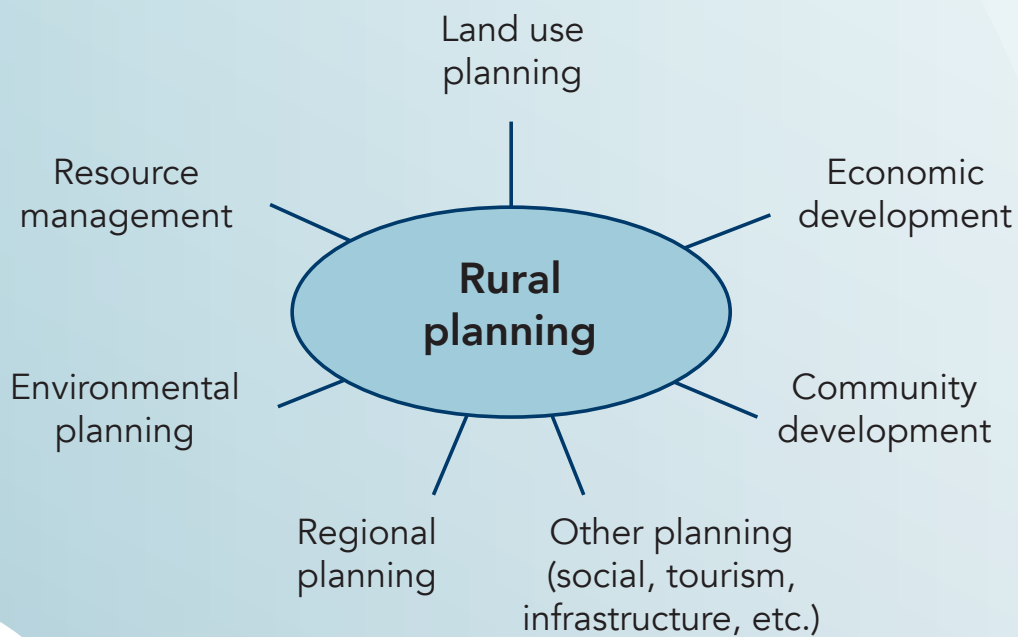 Land use
planning
Resource
management
Economic
development
Rural
planning
Environmental
planning
Community
development
Regional
planning
Other planning
(social, tourism,
infrastructure, etc.)